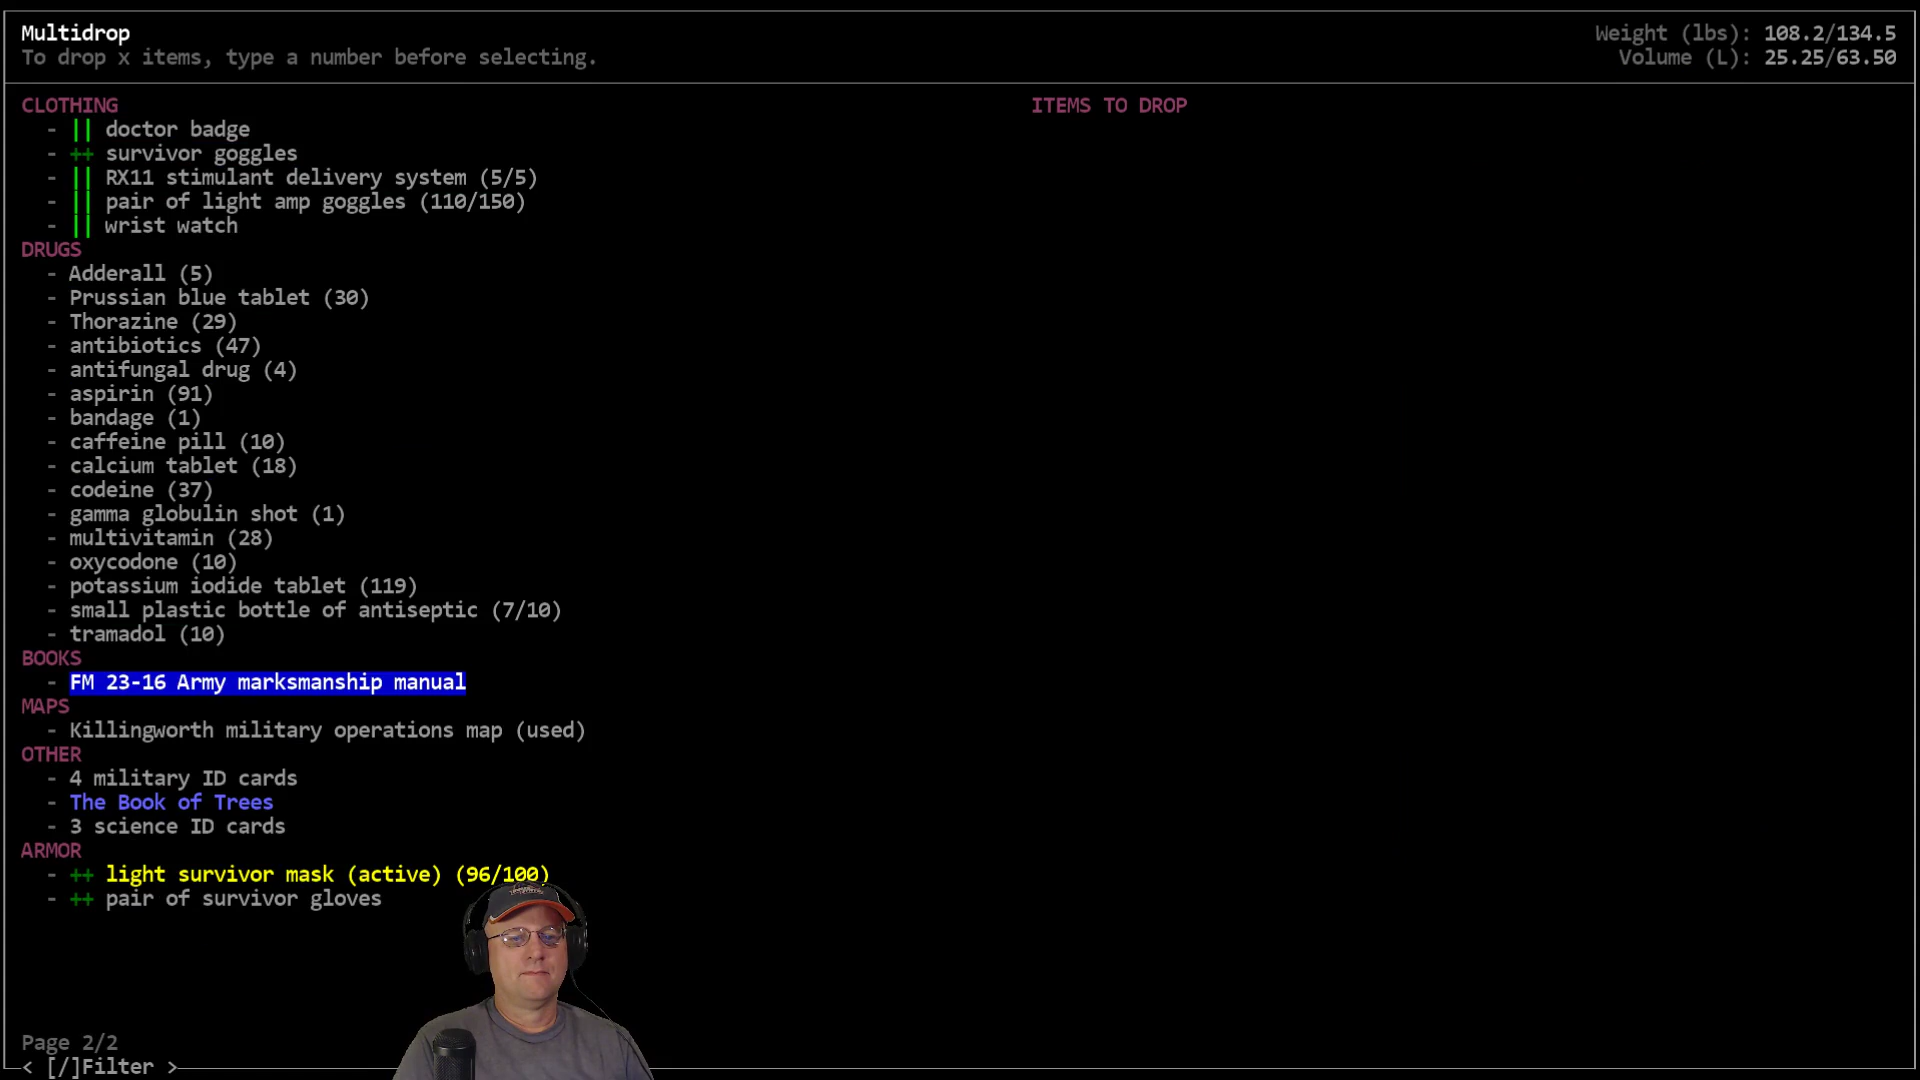 Multidrop
Weight (lbs): 108.2/134.5
To drop x items, type a number before selecting.
Volume (L): 25.25/63.50
CLOTHING
- || doctor badge
- ++ survivor goggles
- || RX11 stimulant delivery system (5/5)
- || pair of light amp goggles (110/150)
- || wrist watch
DRUGS
- Adderall (5)
- Prussian blue tablet (30)
- Thorazine (29)
- antibiotics (47)
- antifungal drug (4)
- aspirin (91)
- bandage (1)
- caffeine pill (10)
- calcium tablet (18)
- codeine (37)
- gamma globulin shot (1)
- multivitamin (28)
- oxycodone (10)
- potassium iodide tablet (119)
- small plastic bottle of antiseptic (7/10)
- tramadol (10)
BOOKS
- FM 23-16 Army marksmanship manual
MAPS
- Killingworth military operations map (used)
OTHER
- 4 military ID cards
- The Book of Trees
- 3 science ID cards
ARMOR
- ++ light survivor mask (active) (96/100)
- ++ pair of survivor gloves
ITEMS TO DROP
Page 2/2
< [/]Filter >